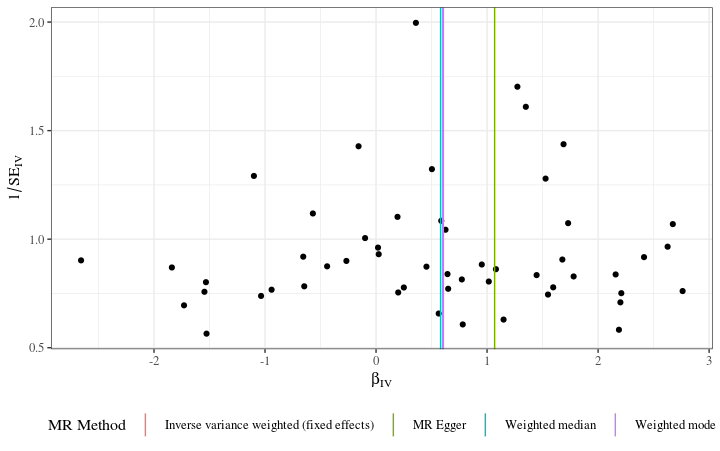 2.0
1.5
1.0
0.5
1/SE_IV
-2
-1
0
1
2
3
β_IV
MR Method
Inverse variance weighted (fixed effects)
MR Egger
Weighted median
Weighted mode